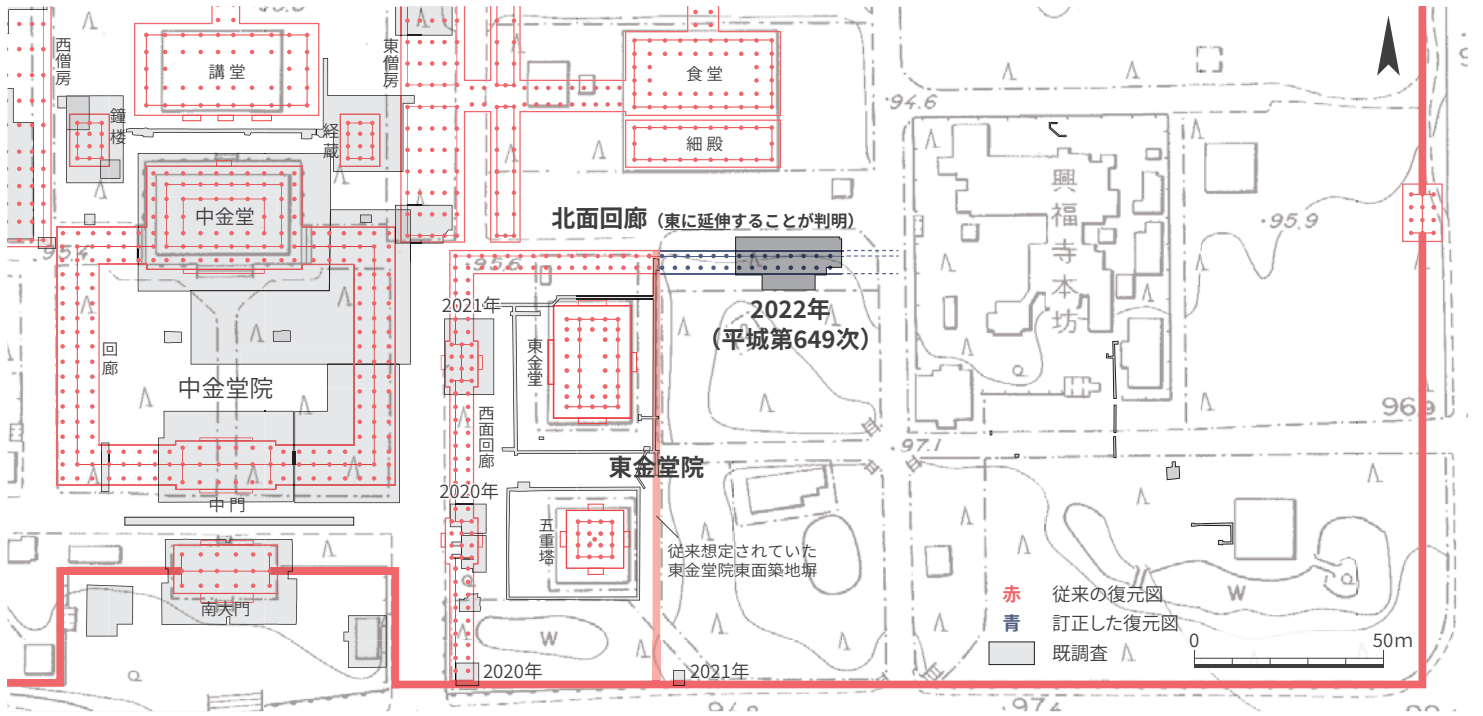 西僧房
講堂
東僧房
食堂
94.6
鐘楼
経蔵
細殿
中金堂
興福寺本坊
北面回廊（東に延伸することが判明）
95.9
95.4
95.6
2021年
2022年
（平城第649次）
東金堂
回廊
中金堂院
西面回廊
96.9
97.1
東金堂院
2020年
中門
五重塔
従来想定されていた
東金堂院東面築地塀
赤 従来の復元図
青 訂正した復元図
既調査
0 50m
南大門
W
W
2020年
2021年
97.4